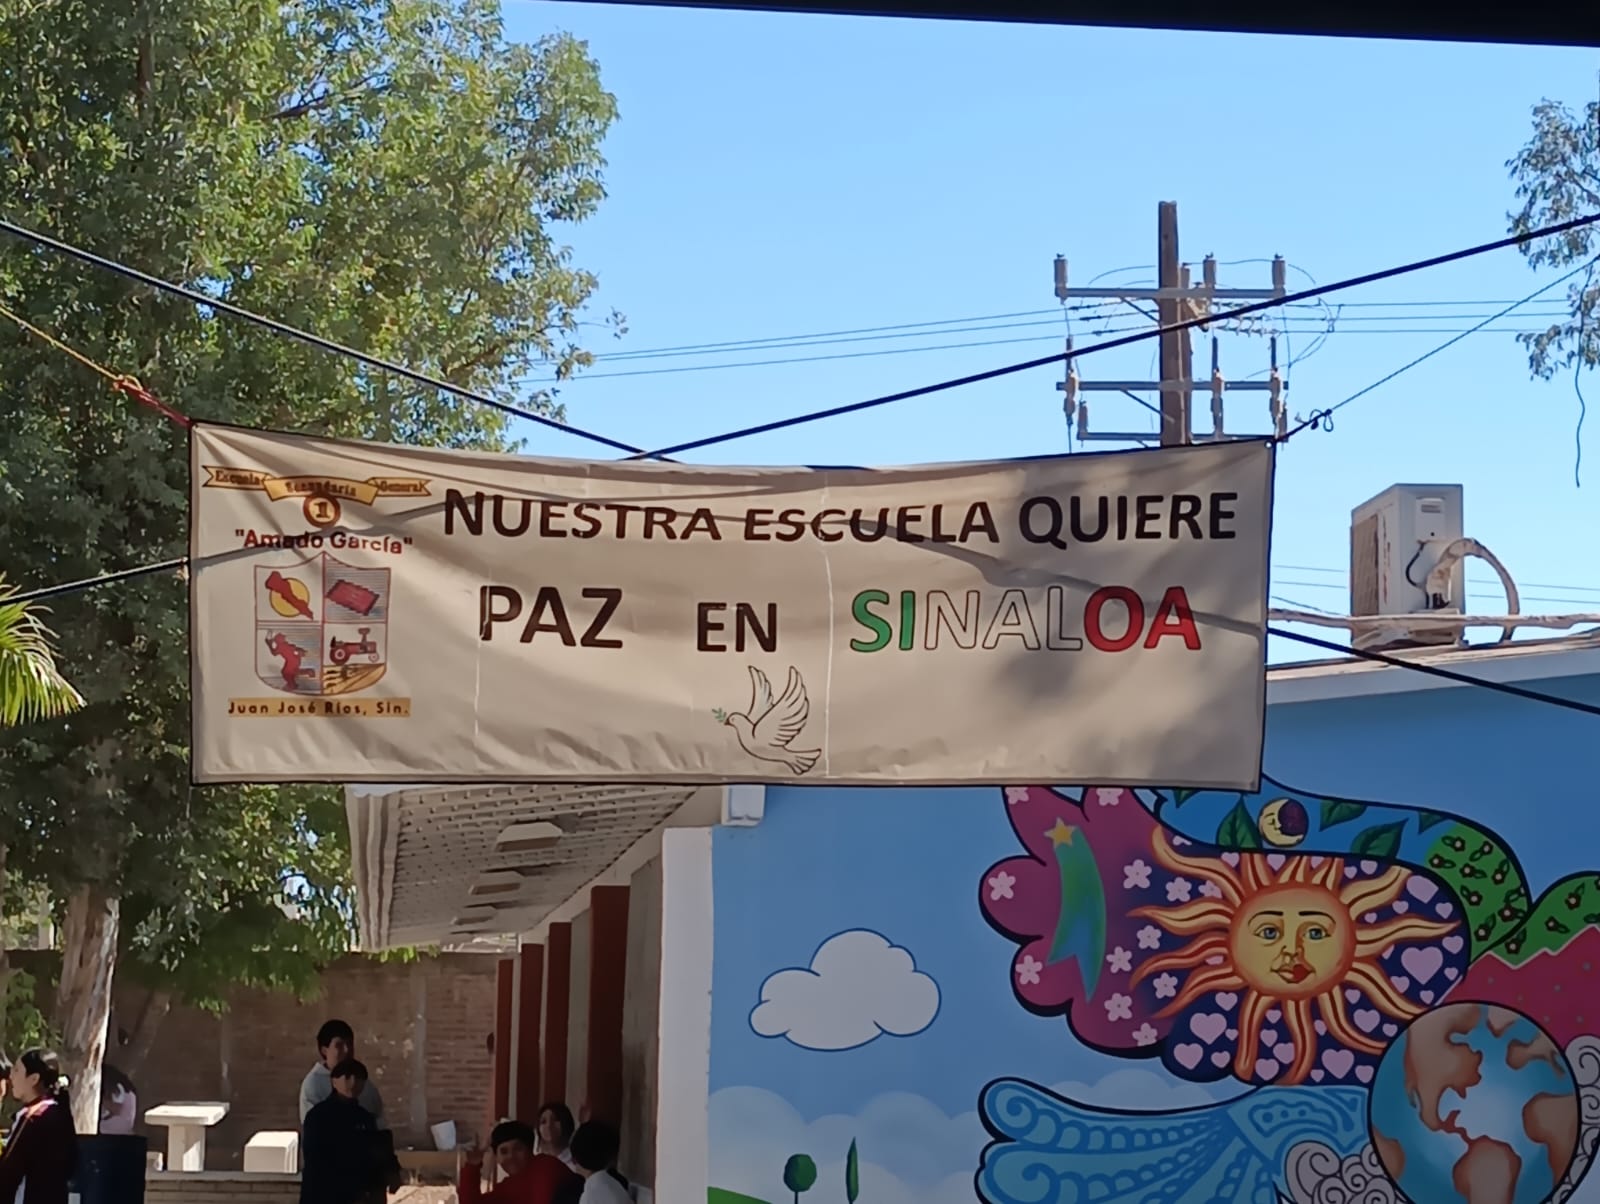 Escuela Secundaria General
1
"Amado García"
Juan José Ríos, Sin.
NUESTRA ESCUELA QUIERE
PAZ EN SINALOA